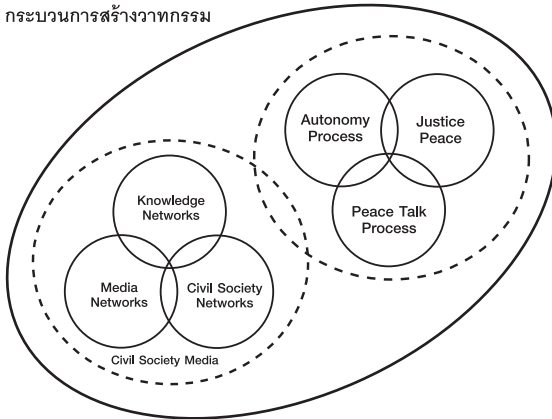 กระบวนการสร้างวาทกรรม
Autonomy
Process
Justice
Peace
Peace Talk
Process
Knowledge
Networks
Media
Networks
Civil Society
Networks
Civil Society Media